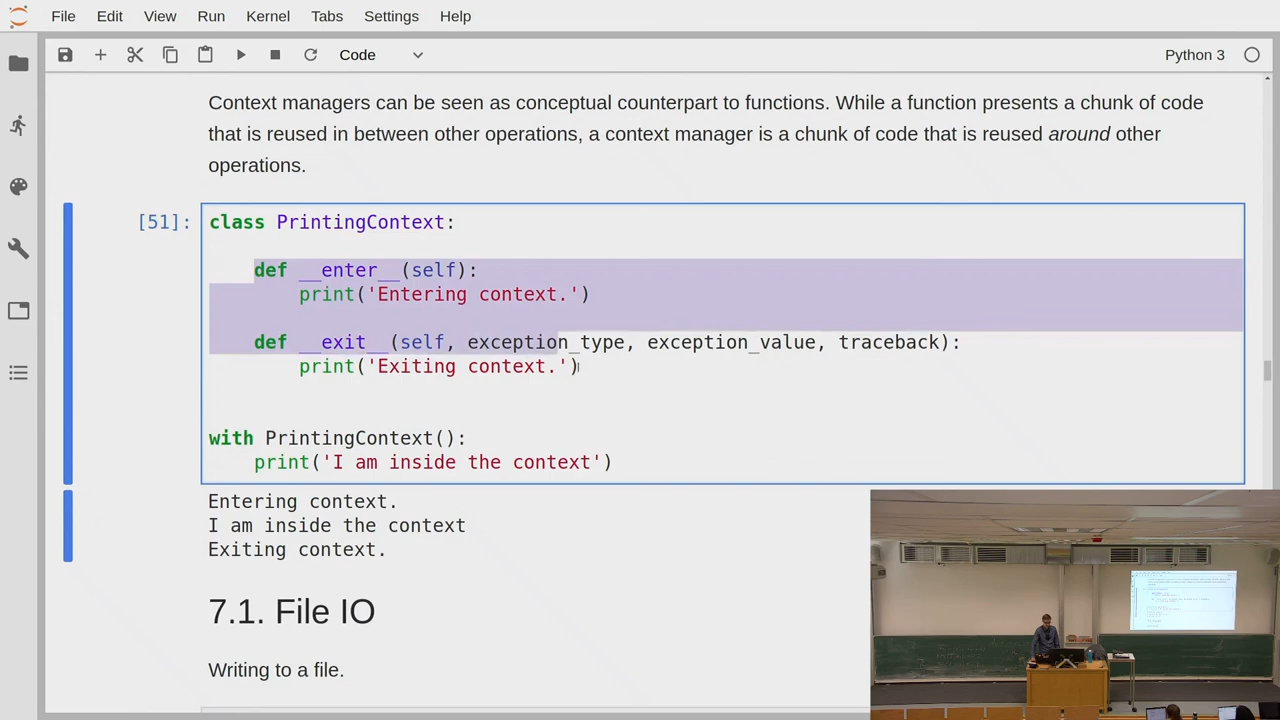 File Edit View Run Kernel Tabs Settings Help
Code Python 3
Context managers can be seen as conceptual counterpart to functions. While a function presents a chunk of code
that is reused in between other operations, a context manager is a chunk of code that is reused around other
operations.
[51]: class PrintingContext:
def __enter__(self):
print('Entering context.')
def __exit__(self, exception_type, exception_value, traceback):
print('Exiting context.')
with PrintingContext():
print('I am inside the context')
Entering context.
I am inside the context
Exiting context.
7.1. File IO
Writing to a file.